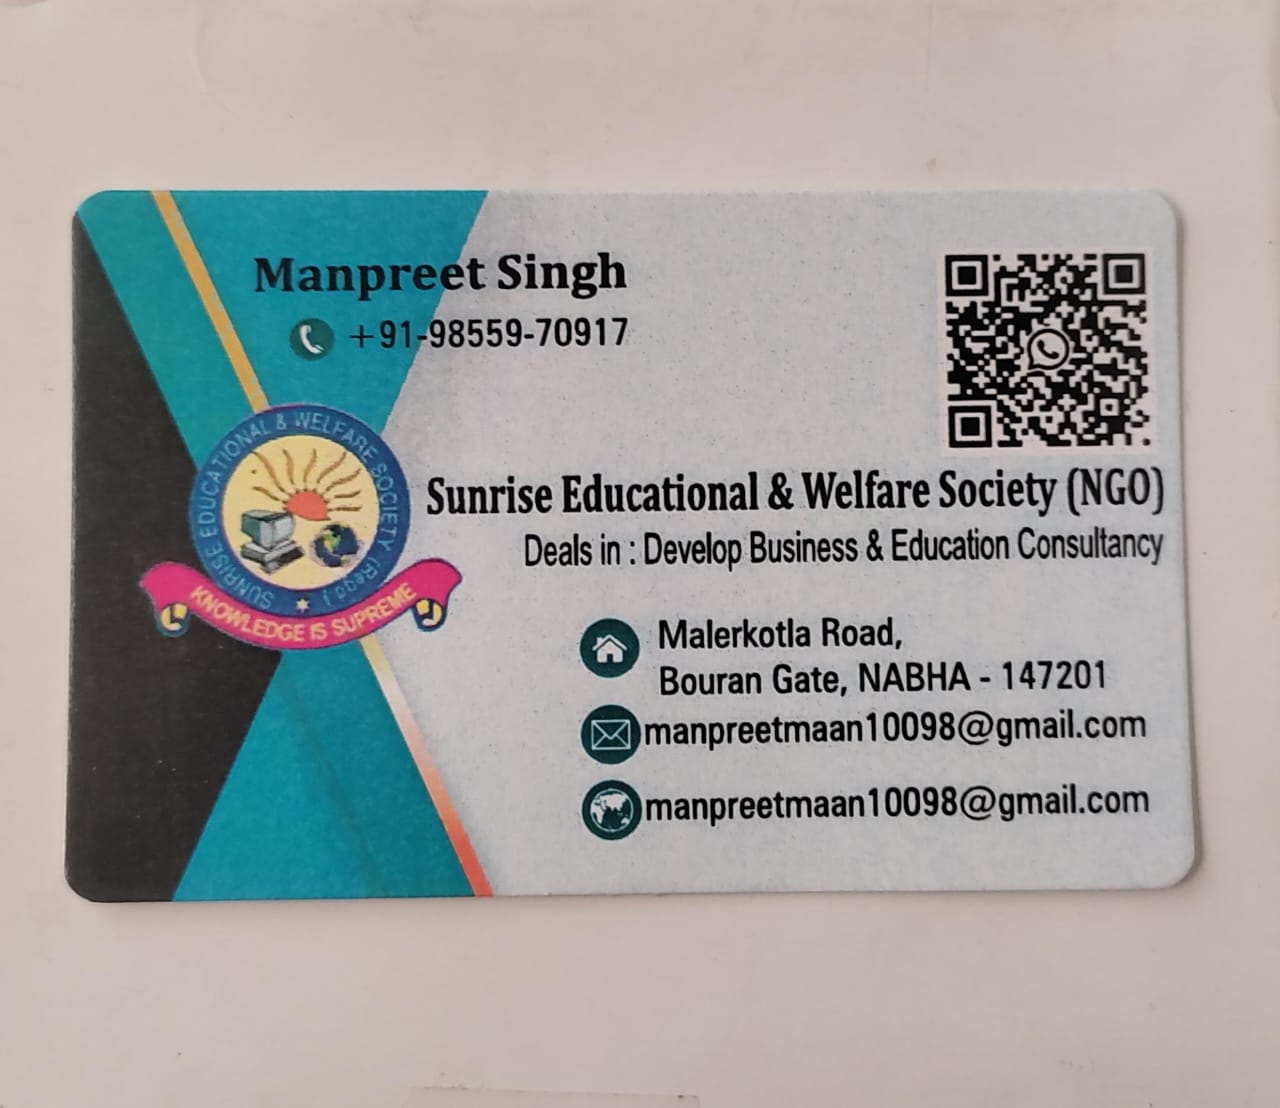 Manpreet Singh
+91-98559-70917
SUNRISE EDUCATIONAL & WELFARE SOCIETY (Regd.)
KNOWLEDGE IS SUPREME
Sunrise Educational & Welfare Society (NGO)
Deals in : Develop Business & Education Consultancy
Malerkotla Road,
Bouran Gate, NABHA - 147201
manpreetmaan10098@gmail.com
manpreetmaan10098@gmail.com